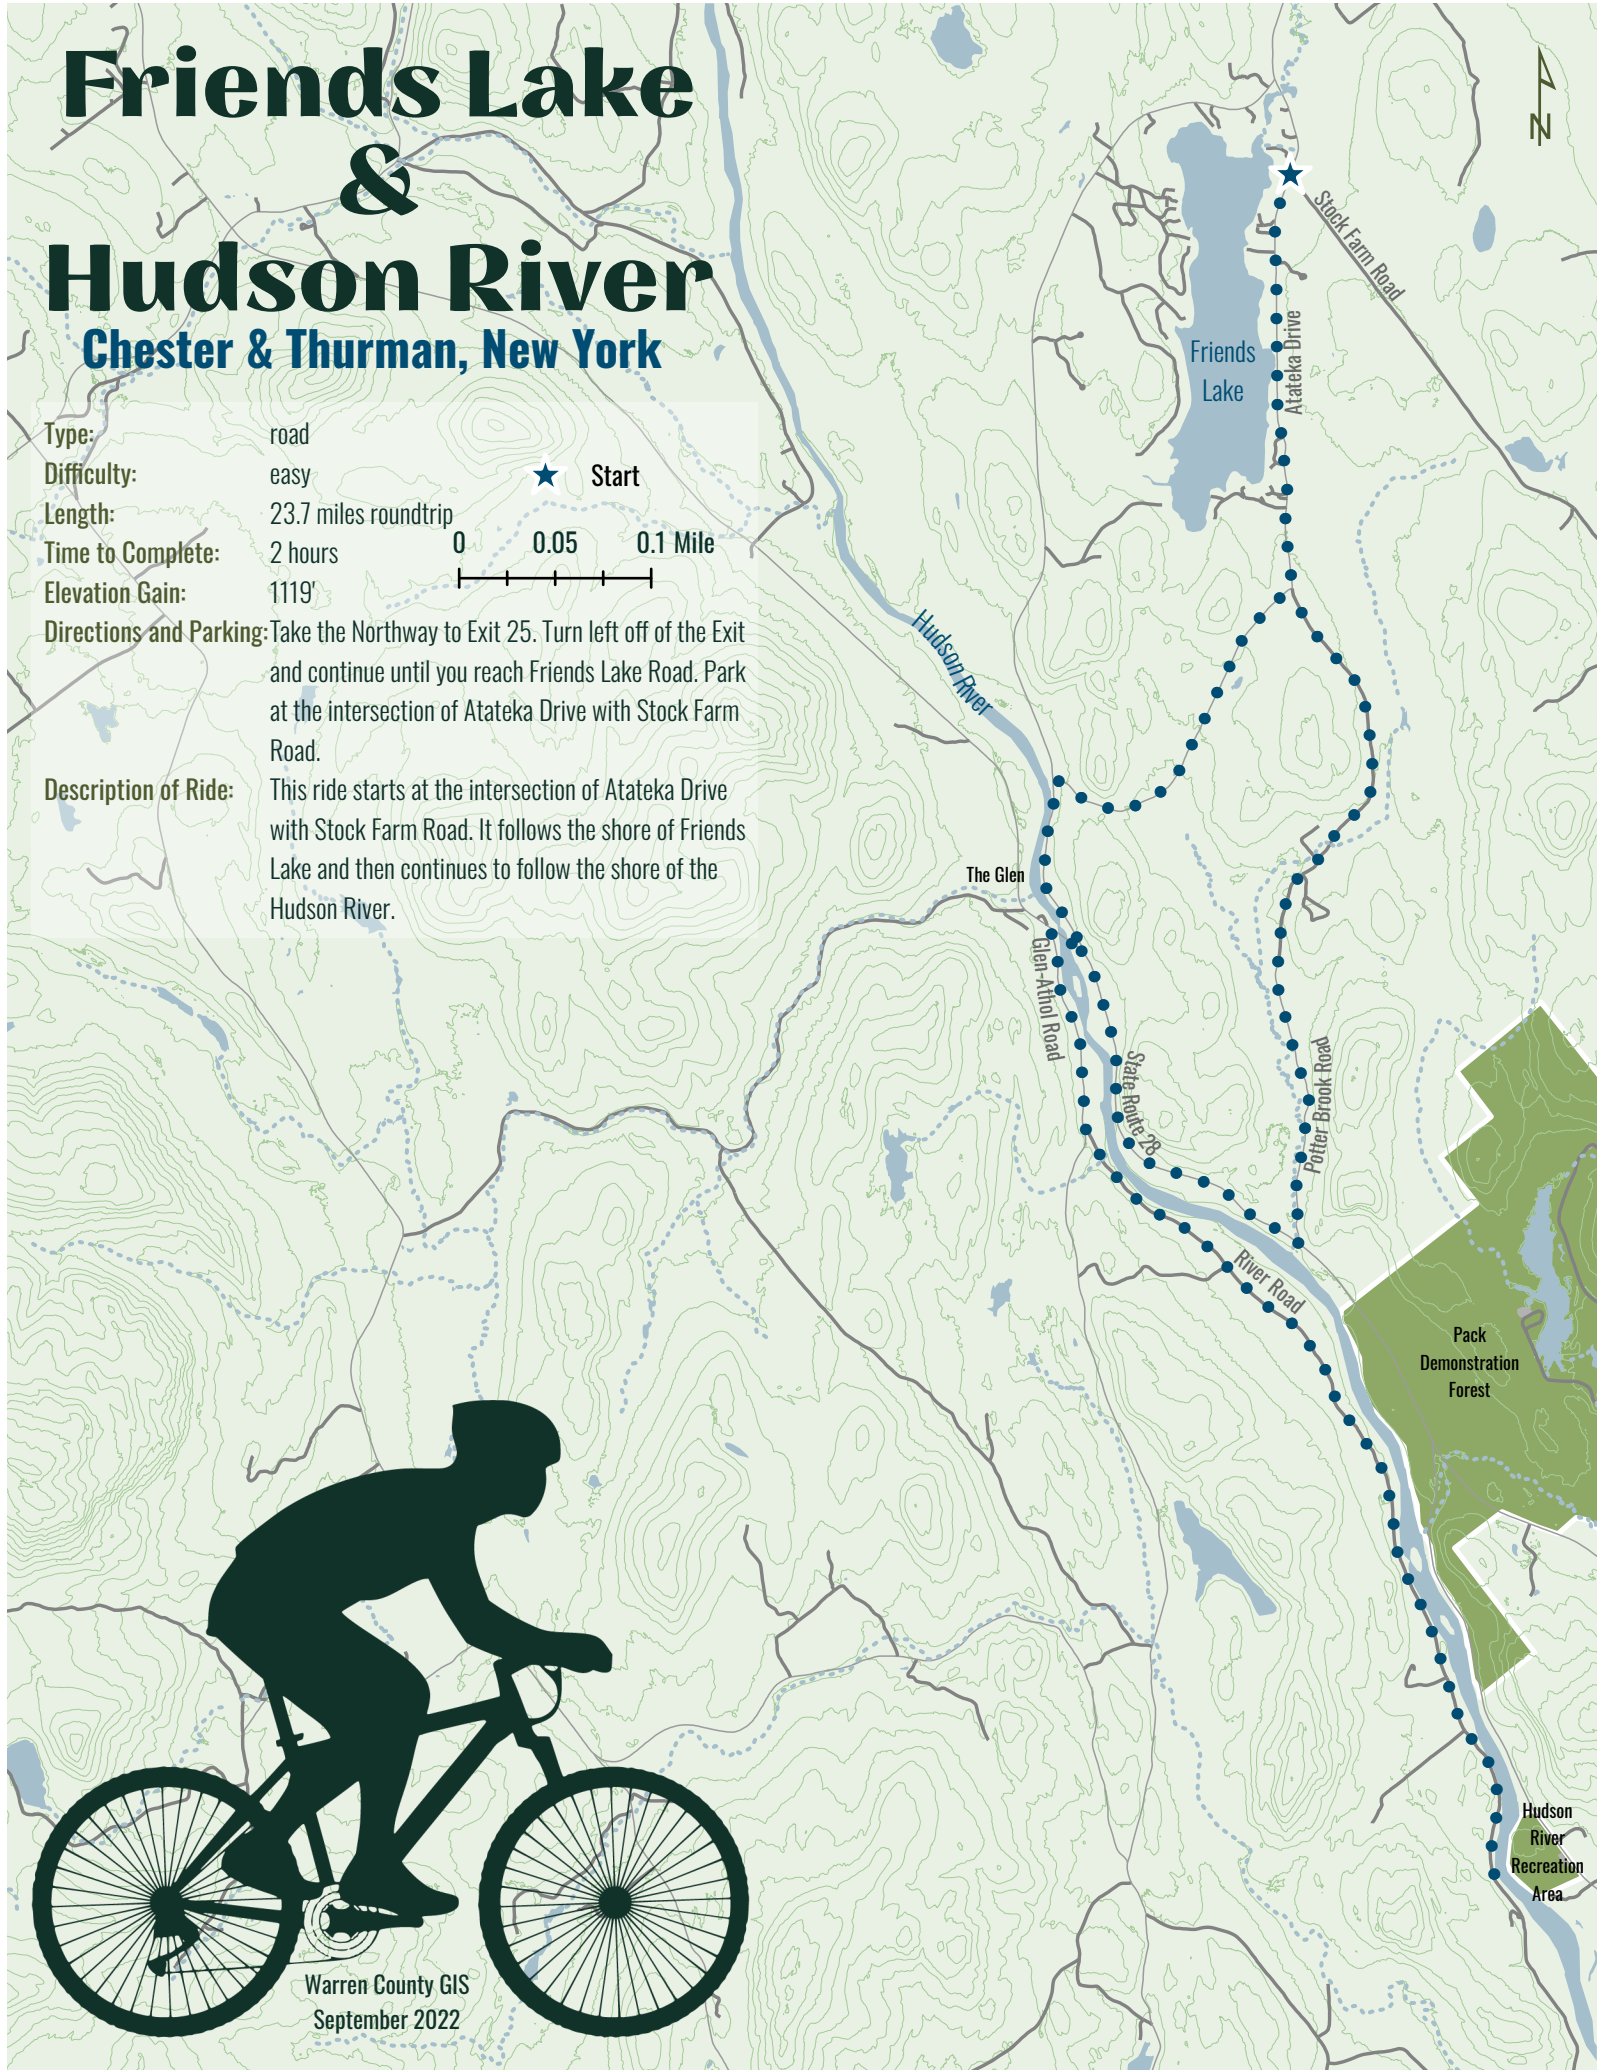 Friends Lake
&
Hudson River
Chester & Thurman, New York
Type: road
Difficulty: easy
Length: 23.7 miles roundtrip
Time to Complete: 2 hours
Elevation Gain: 1119'
Directions and Parking: Take the Northway to Exit 25. Turn left off of the Exit
and continue until you reach Friends Lake Road. Park
at the intersection of Atateka Drive with Stock Farm
Road.
Description of Ride: This ride starts at the intersection of Atateka Drive
with Stock Farm Road. It follows the shore of Friends
Lake and then continues to follow the shore of the
Hudson River.
Start
0 0.05 0.1 Mile
N
Stock Farm Road
Atateka Drive
Friends
Lake
Hudson River
The Glen
Glen-Athol Road
State Route 28
Potter Brook Road
River Road
Pack
Demonstration
Forest
Hudson
River
Recreation
Area
Warren County GIS
September 2022